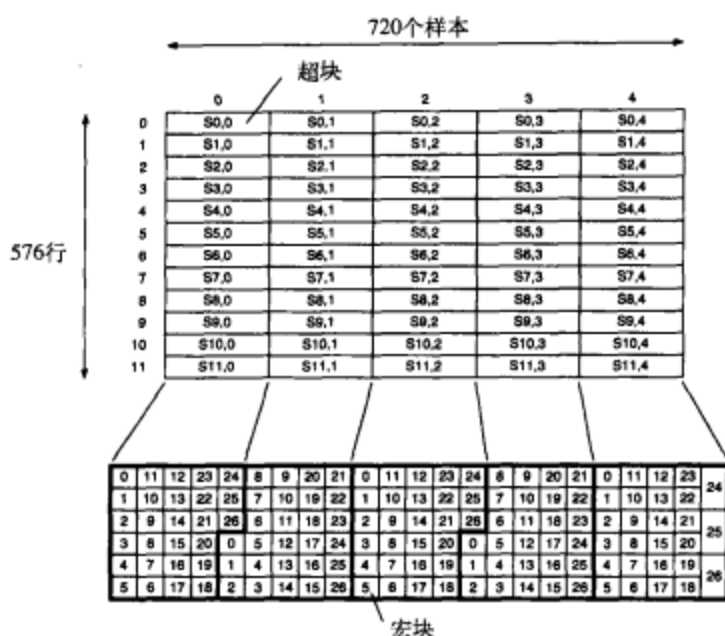 720个样本
超块
0 1 2 3 4
0 S0,0 S0,1 S0,2 S0,3 S0,4
1 S1,0 S1,1 S1,2 S1,3 S1,4
2 S2,0 S2,1 S2,2 S2,3 S2,4
3 S3,0 S3,1 S3,2 S3,3 S3,4
4 S4,0 S4,1 S4,2 S4,3 S4,4
5 S5,0 S5,1 S5,2 S5,3 S5,4
576行
6 S6,0 S6,1 S6,2 S6,3 S6,4
7 S7,0 S7,1 S7,2 S7,3 S7,4
8 S8,0 S8,1 S8,2 S8,3 S8,4
9 S9,0 S9,1 S9,2 S9,3 S9,4
10 S10,0 S10,1 S10,2 S10,3 S10,4
11 S11,0 S11,1 S11,2 S11,3 S11,4
0 11 12 23 24 8 9 20 21 0 11 12 23 24 8 9 20 21 0 11 12 23 24
1 10 13 22 25 7 10 19 22 1 10 13 22 25 7 10 19 22 1 10 13 22
2 9 14 21 26 6 11 18 23 2 9 14 21 26 6 11 18 23 2 9 14 21 25
3 8 15 20 0 5 12 17 24 3 8 15 20 0 5 12 17 24 3 8 15 20
4 7 16 19 1 4 13 16 25 4 7 16 19 1 4 13 16 25 4 7 16 19 26
5 6 17 18 2 3 14 15 26 5 6 17 18 2 3 14 15 26 5 6 17 18
宏块